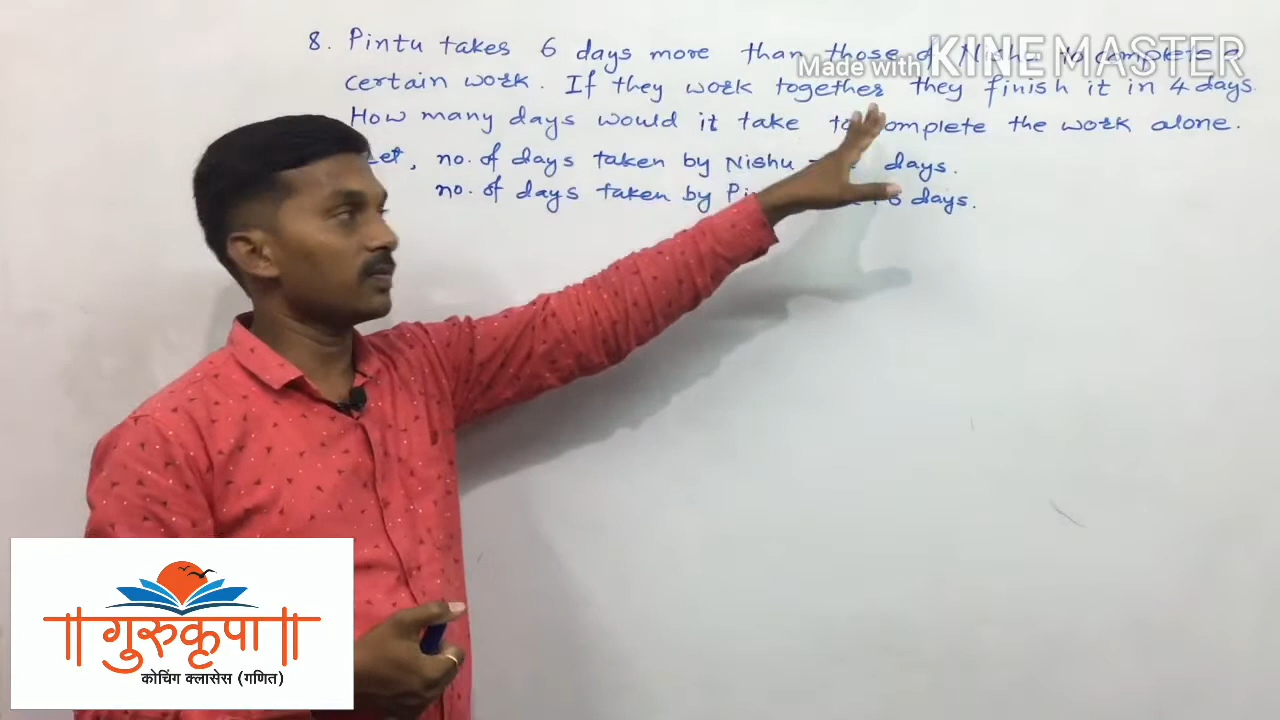 8. Pintu takes 6 days more than those of Nishu to complete a
certain work. If they work together they finish it in 4 days.
How many days would it take to complete the work alone.
Let, no. of days taken by Nishu days.
no. of days taken by 6 days.
Made with KINEMASTER
॥ गुरुकृपा ॥
कोचिंग क्लासेस (गणित)